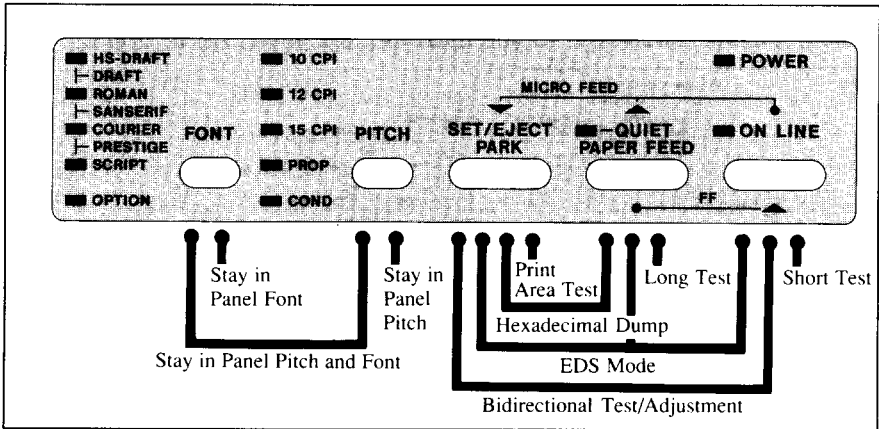 HS-DRAFT
DRAFT
ROMAN
SANSERIF
COURIER
PRESTIGE
SCRIPT
OPTION
FONT
10 CPI
12 CPI
15 CPI
PROP
COND
PITCH
POWER
MICRO FEED
SET/EJECT
PARK
QUIET
PAPER FEED
ON LINE
FF
Stay in
Panel Font
Stay in
Panel
Pitch
Print
Area Test
Long Test
Short Test
Hexadecimal Dump
Stay in Panel Pitch and Font
EDS Mode
Bidirectional Test/Adjustment